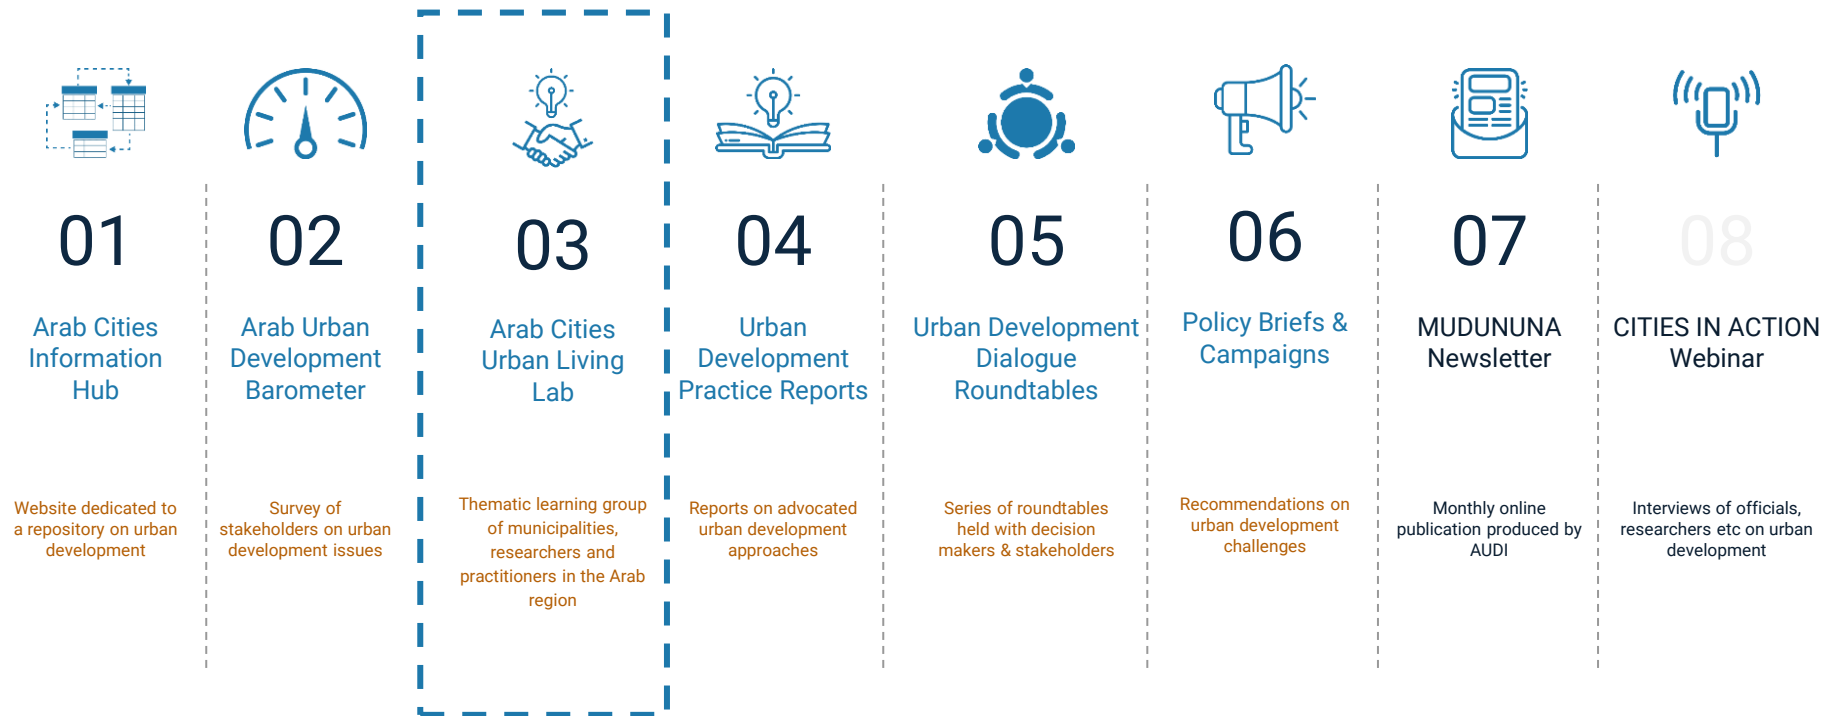 01
Arab Cities
Information
Hub
Website dedicated to
a repository on urban
development
02
Arab Urban
Development
Barometer
Survey of
stakeholders on urban
development issues
03
Arab Cities
Urban Living
Lab
Thematic learning group
of municipalities,
researchers and
practitioners in the Arab
region
04
Urban
Development
Practice Reports
Reports on advocated
urban development
approaches
05
Urban Development
Dialogue
Roundtables
Series of roundtables
held with decision
makers & stakeholders
06
Policy Briefs &
Campaigns
Recommendations on
urban development
challenges
07
MUDUNUNA
Newsletter
Monthly online
publication produced by
AUDI
08
CITIES IN ACTION
Webinar
Interviews of officials,
researchers etc on urban
development